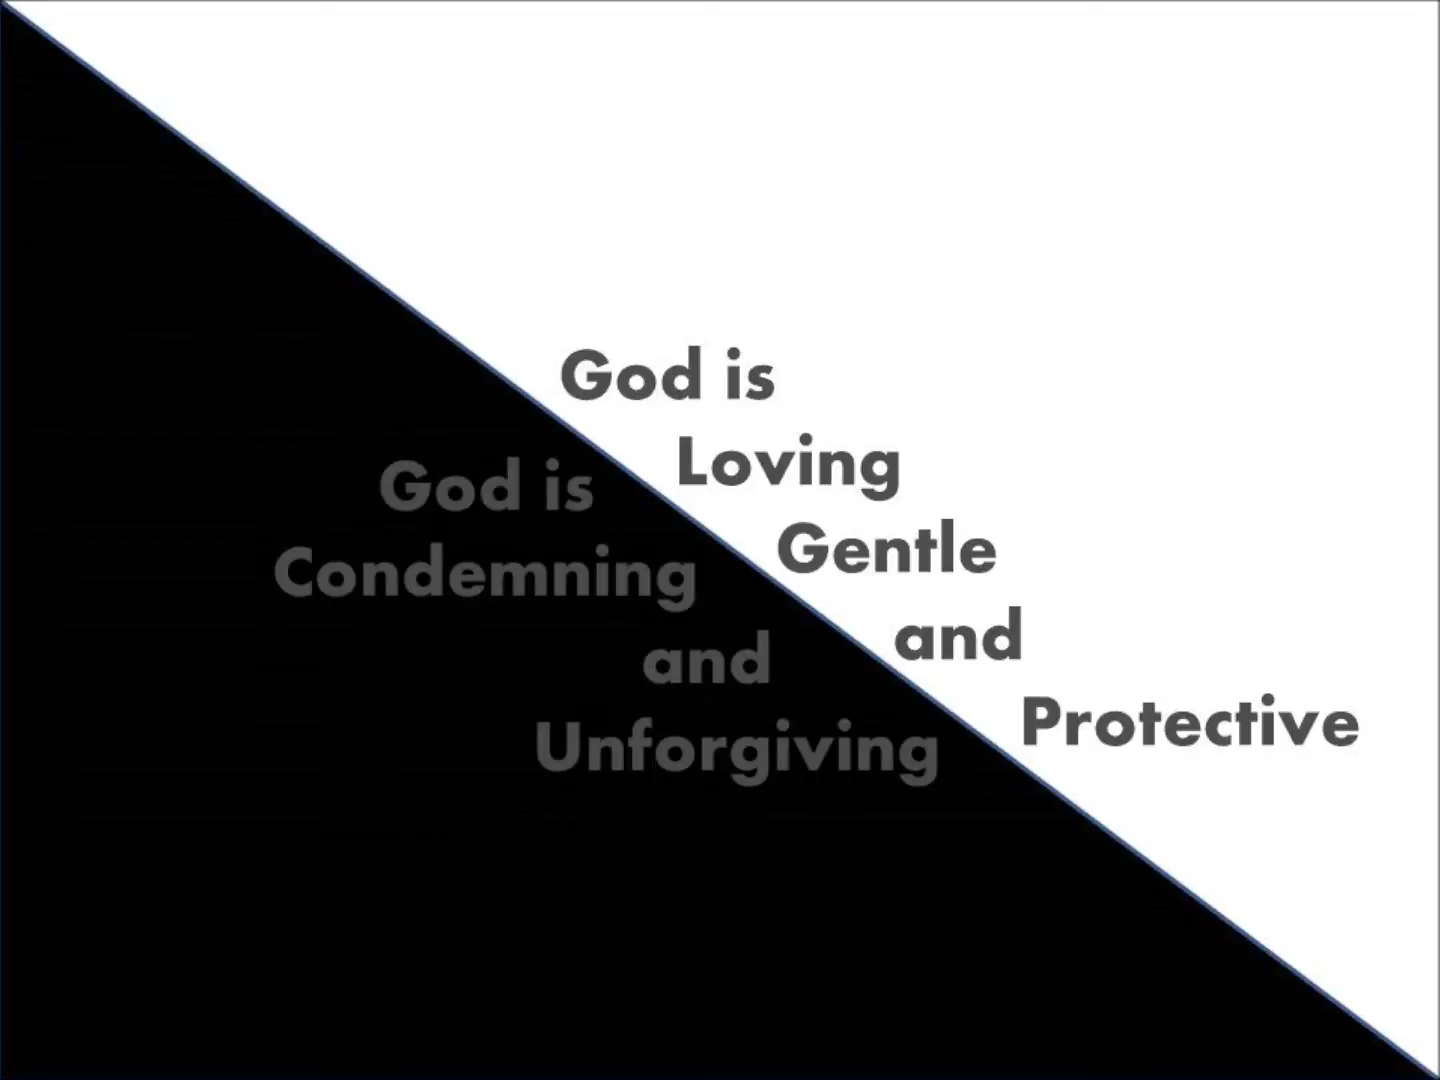 God is
Loving
Gentle
and
Protective
God is
Condemning
and
Unforgiving